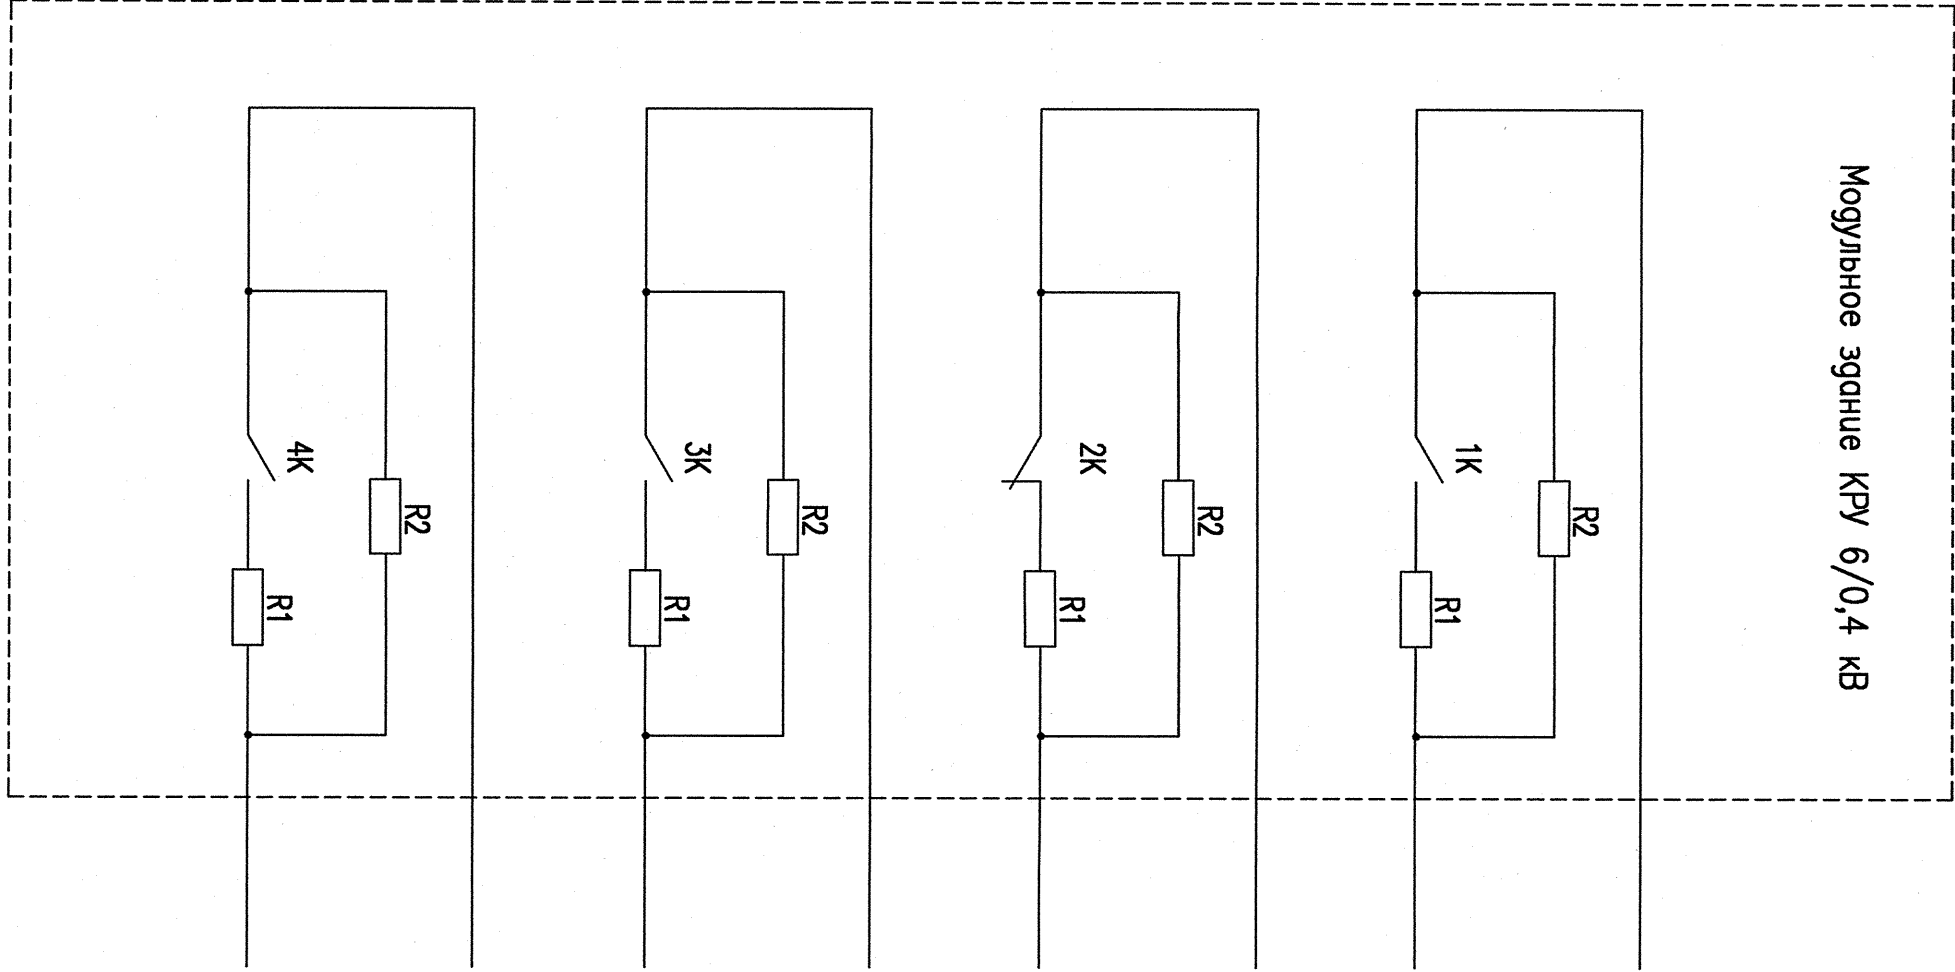 Модульное здание КРУ 6/0,4 кВ
1К
R2
R1
2К
R2
R1
3К
R2
R1
4К
R2
R1